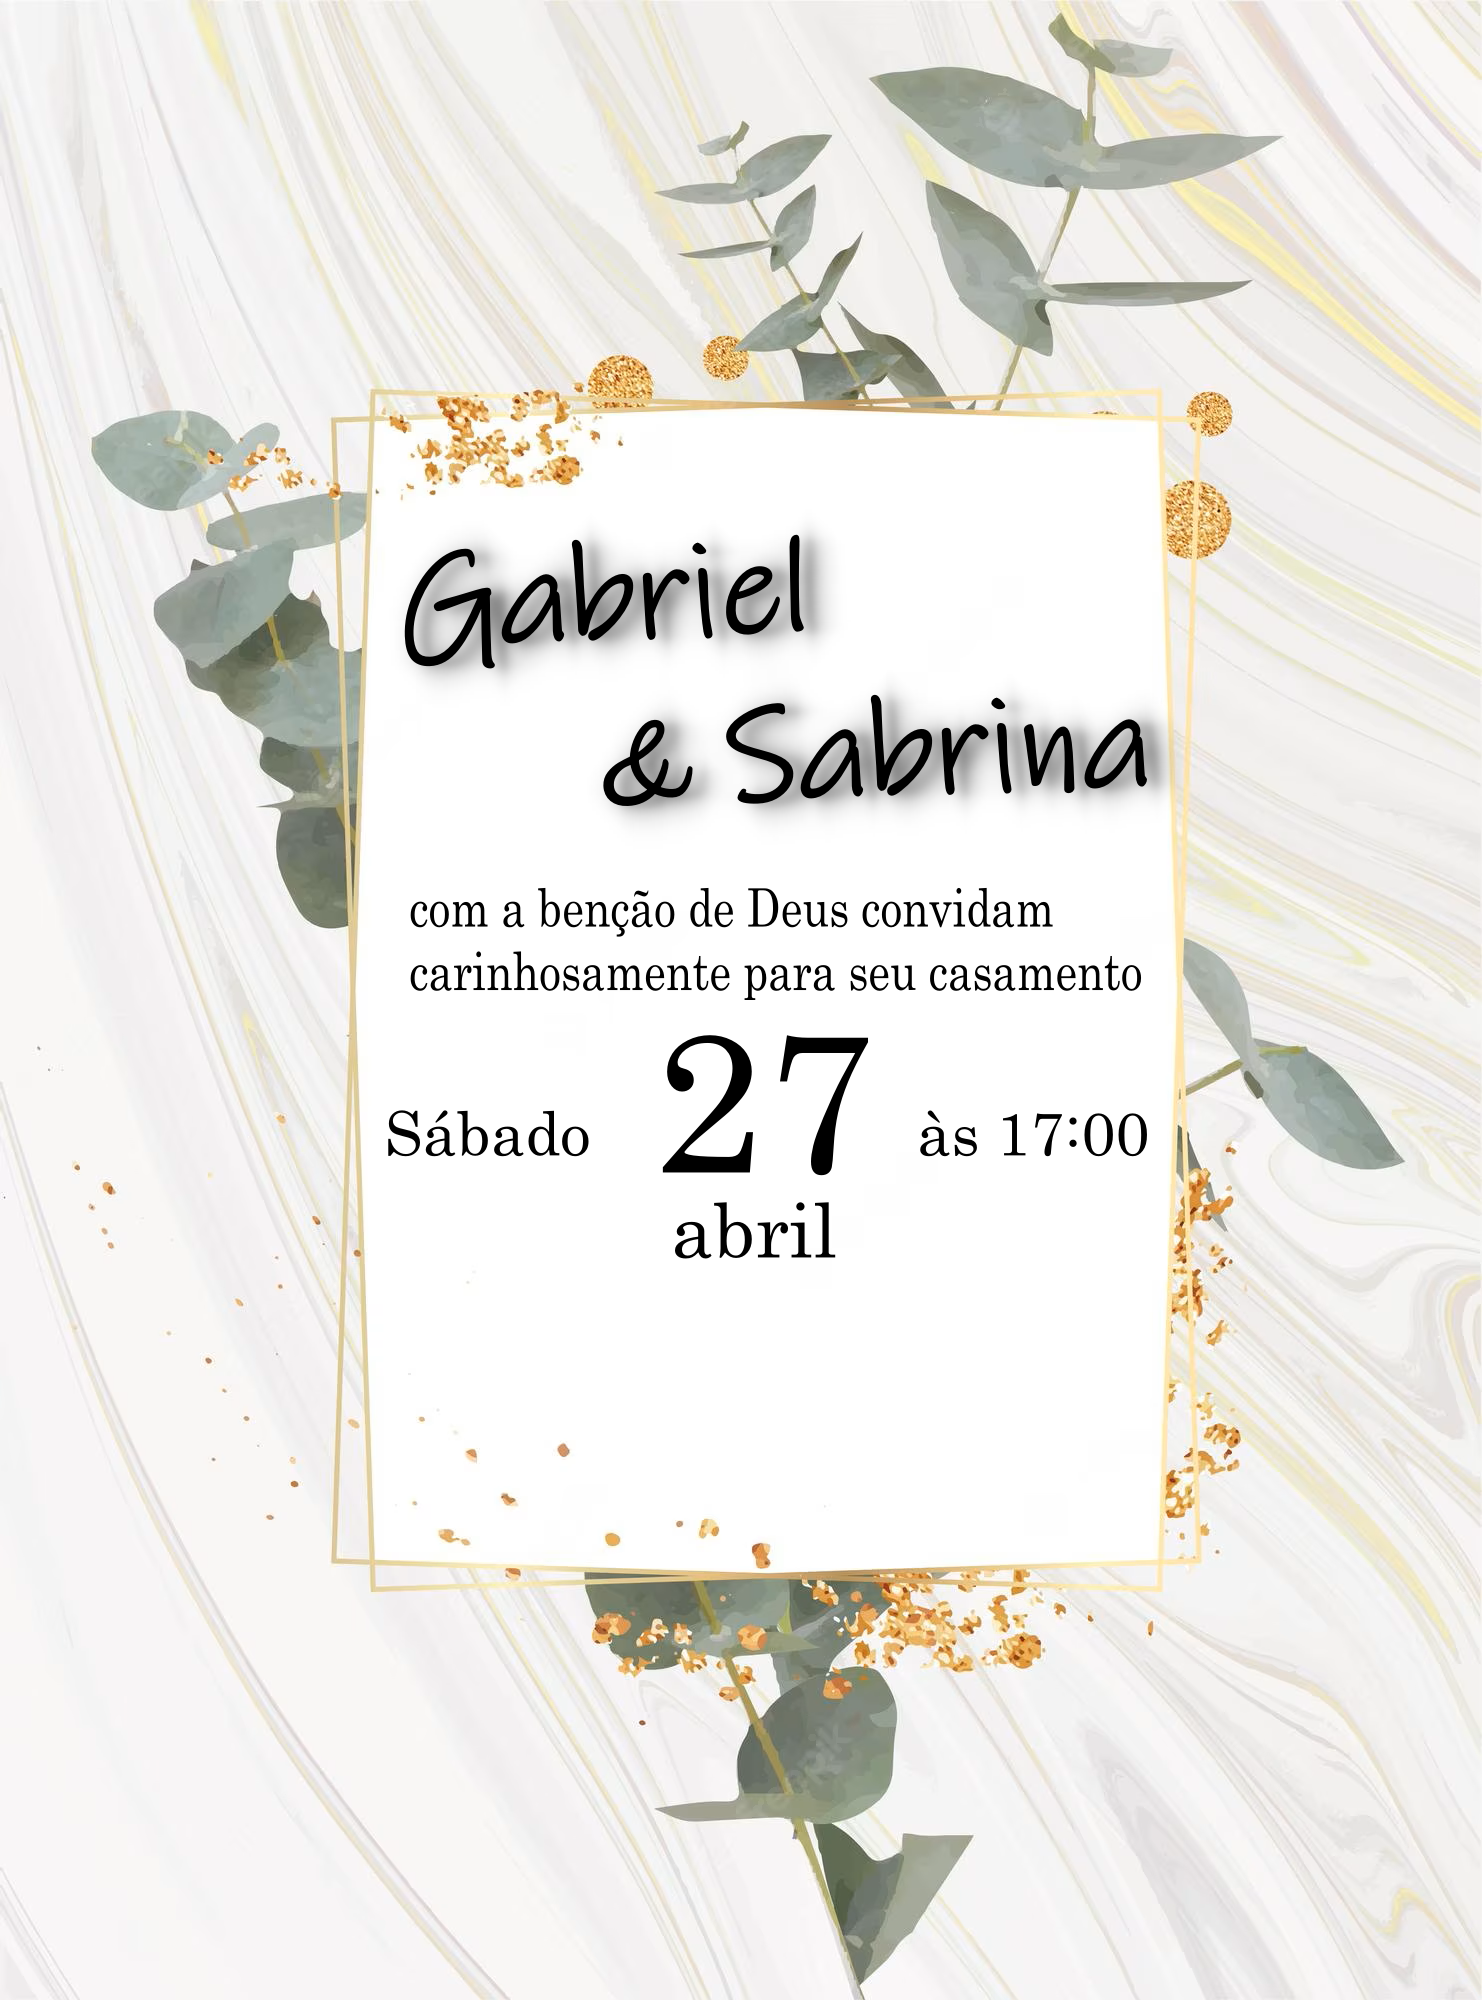 Gabriel
& Sabrina
com a benção de Deus convidam
carinhosamente para seu casamento
Sábado 27 às 17:00
abril